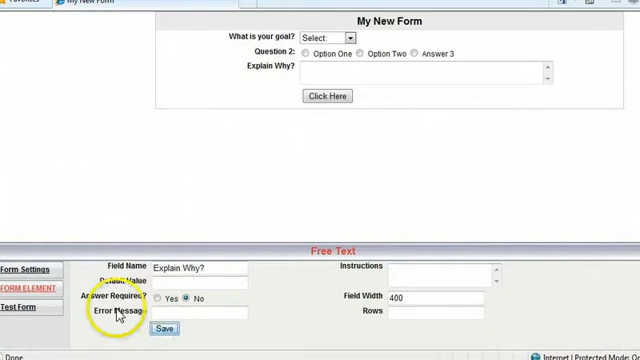 Favorites
My New Form
My New Form
What is your goal? Select:
Question 2: Option One Option Two Answer 3
Explain Why?
Click Here
Free Text
Form Settings
FORM ELEMENT
Test Form
Field Name Explain Why?
Default Value
Answer Required? Yes No
Error Message
Save
Instructions
Field Width 400
Rows
Done
Internet | Protected Mode: O